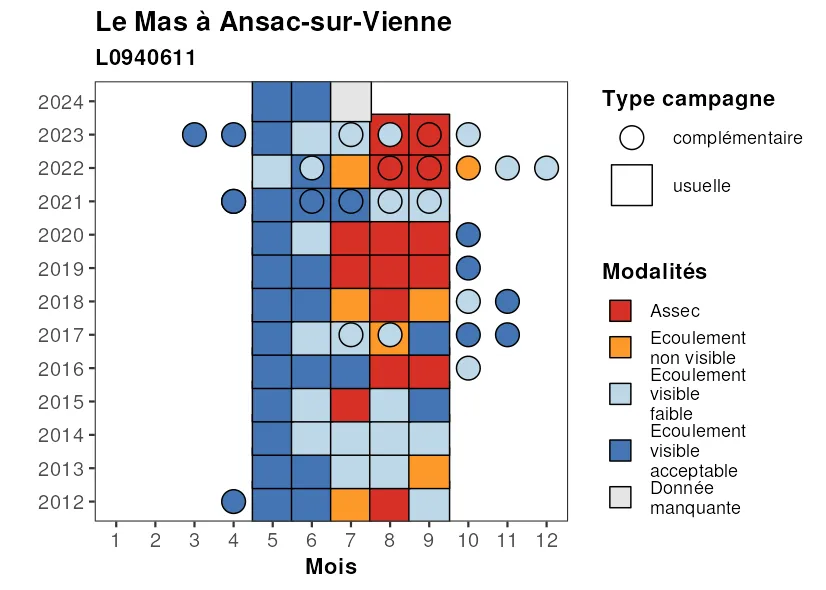 Le Mas à Ansac-sur-Vienne
L0940611
2024
2023
2022
2021
2020
2019
2018
2017
2016
2015
2014
2013
2012
1 2 3 4 5 6 7 8 9 10 11 12
Mois
Type campagne
complémentaire
usuelle
Modalités
Assec
Ecoulement
non visible
Ecoulement
visible
faible
Ecoulement
visible
acceptable
Donnée
manquante